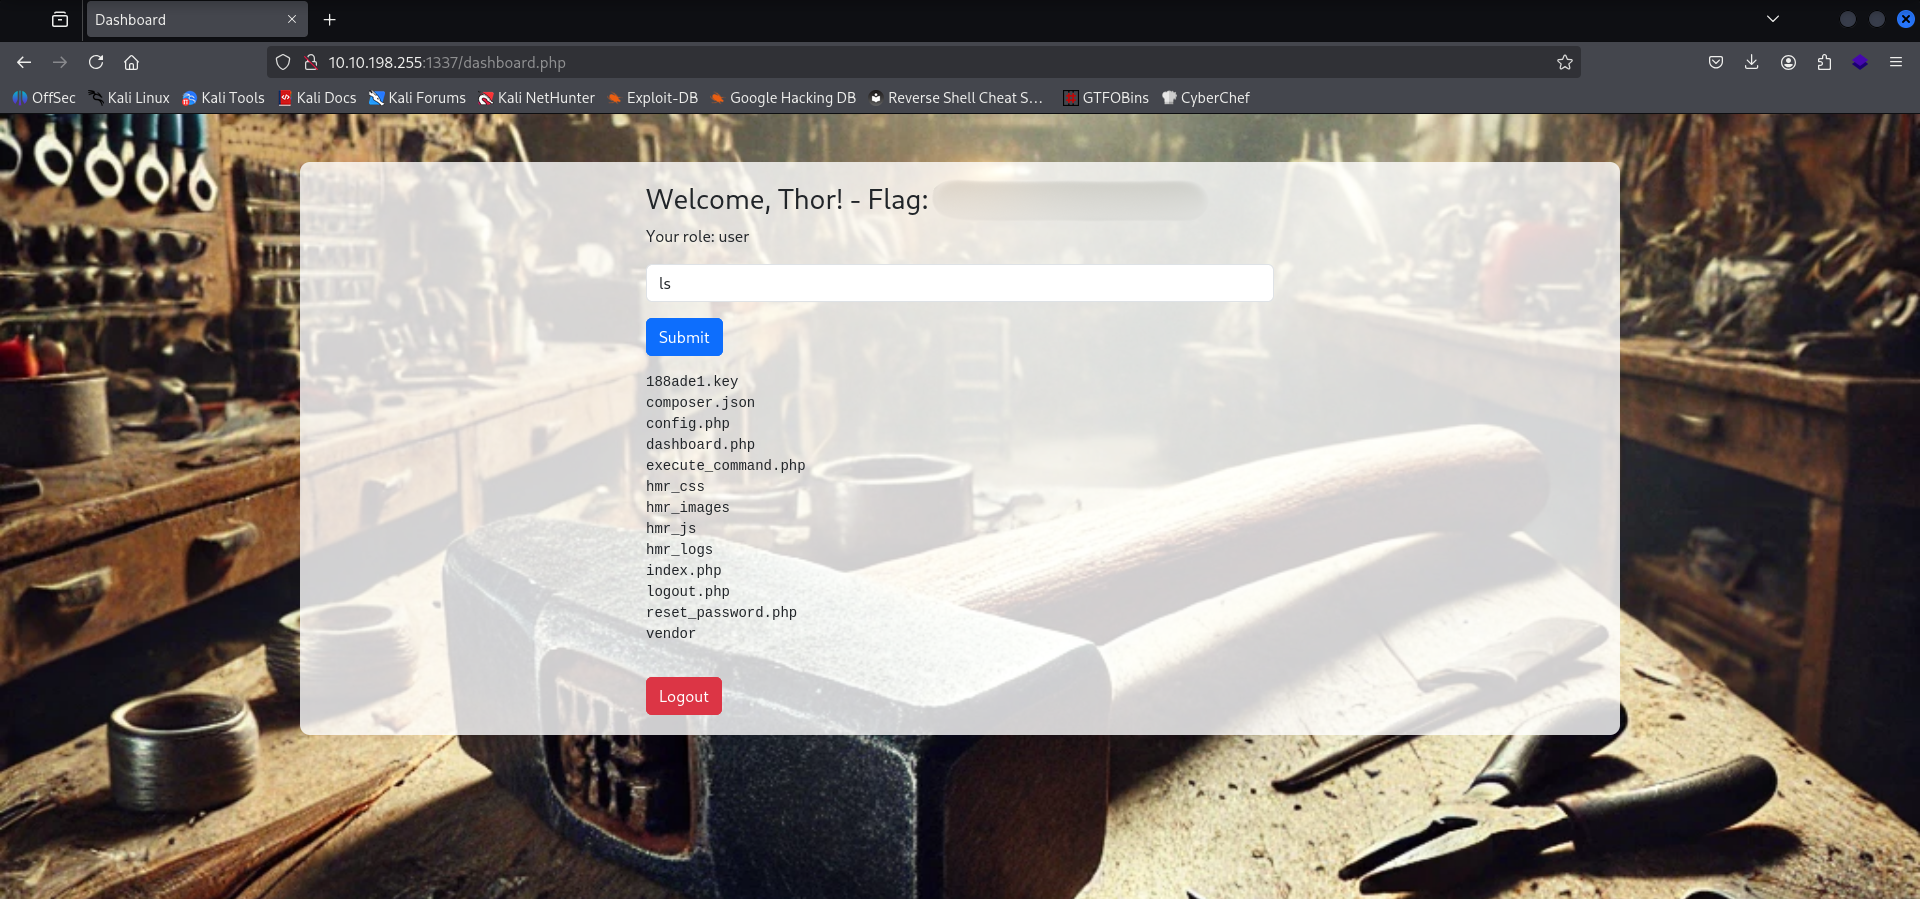 Dashboard
10.10.198.255:1337/dashboard.php
OffSec Kali Linux Kali Tools Kali Docs Kali Forums Kali NetHunter Exploit-DB Google Hacking DB Reverse Shell Cheat S… GTFOBins CyberChef
Welcome, Thor! - Flag:
Your role: user
ls
Submit
188ade1.key
composer.json
config.php
dashboard.php
execute_command.php
hmr_css
hmr_images
hmr_js
hmr_logs
index.php
logout.php
reset_password.php
vendor
Logout